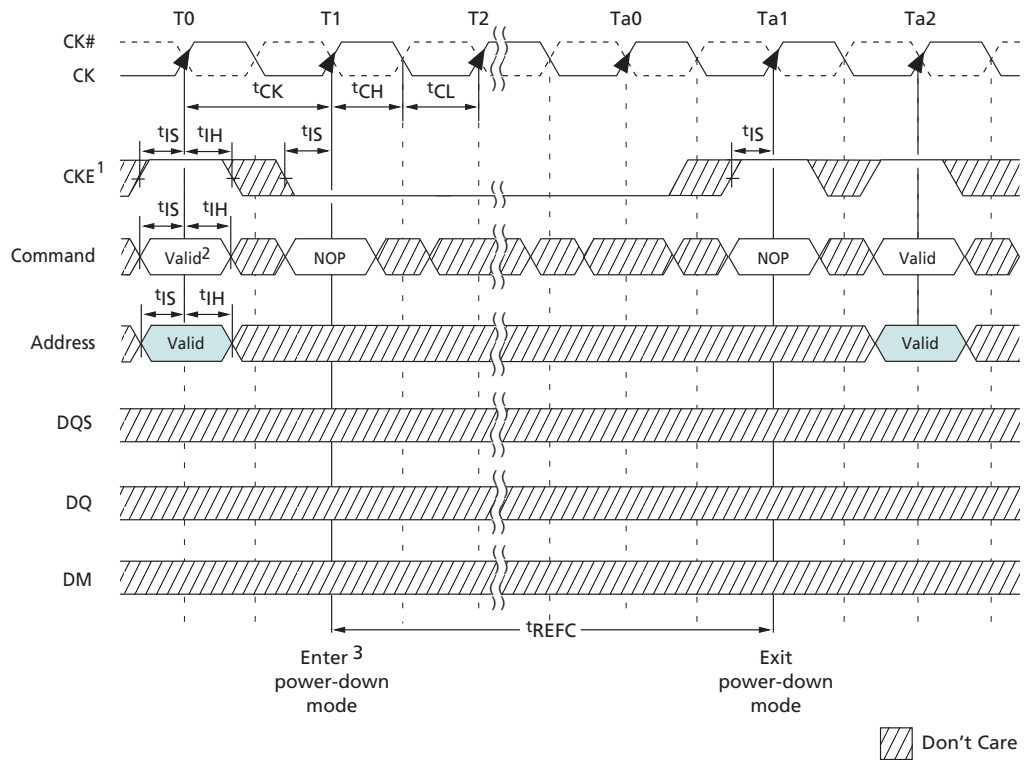 T0 T1 T2 Ta0 Ta1 Ta2
CK#
CK
tCK tCH tCL
tIS tIH tIS tIS
CKE1
tIS tIH
Command Valid2 NOP NOP Valid
tIS tIH
Address Valid Valid
DQS
DQ
DM
tREFC
Enter 3 Exit
power-down power-down
mode mode
Don't Care